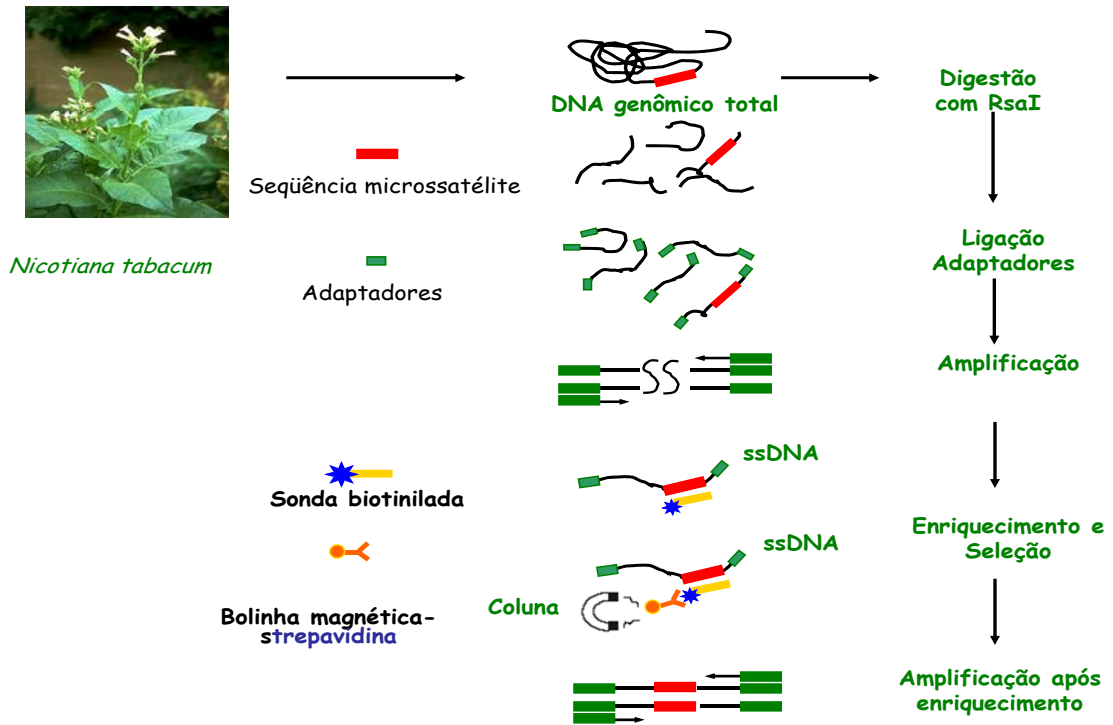 DNA genômico total
Digestão
com RsaI
Seqüência microssatélite
Nicotiana tabacum
Adaptadores
Ligação
Adaptadores
Amplificação
ssDNA
Sonda biotinilada
Enriquecimento e
Seleção
ssDNA
Coluna
Bolinha magnética-
strepavidina
Amplificação após
enriquecimento